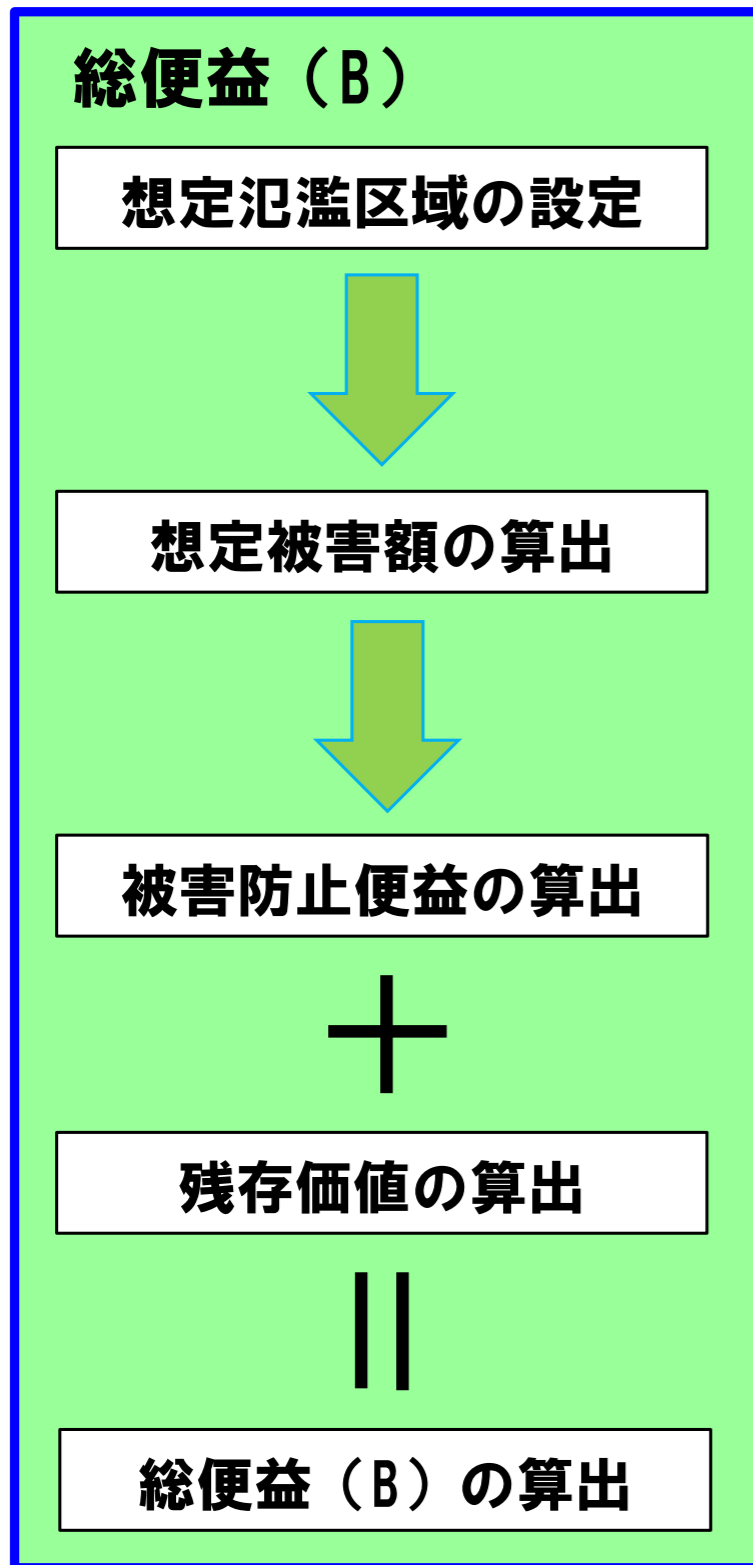 総便益（B）
想定氾濫区域の設定
想定被害額の算出
被害防止便益の算出
＋
残存価値の算出
＝
総便益（B）の算出